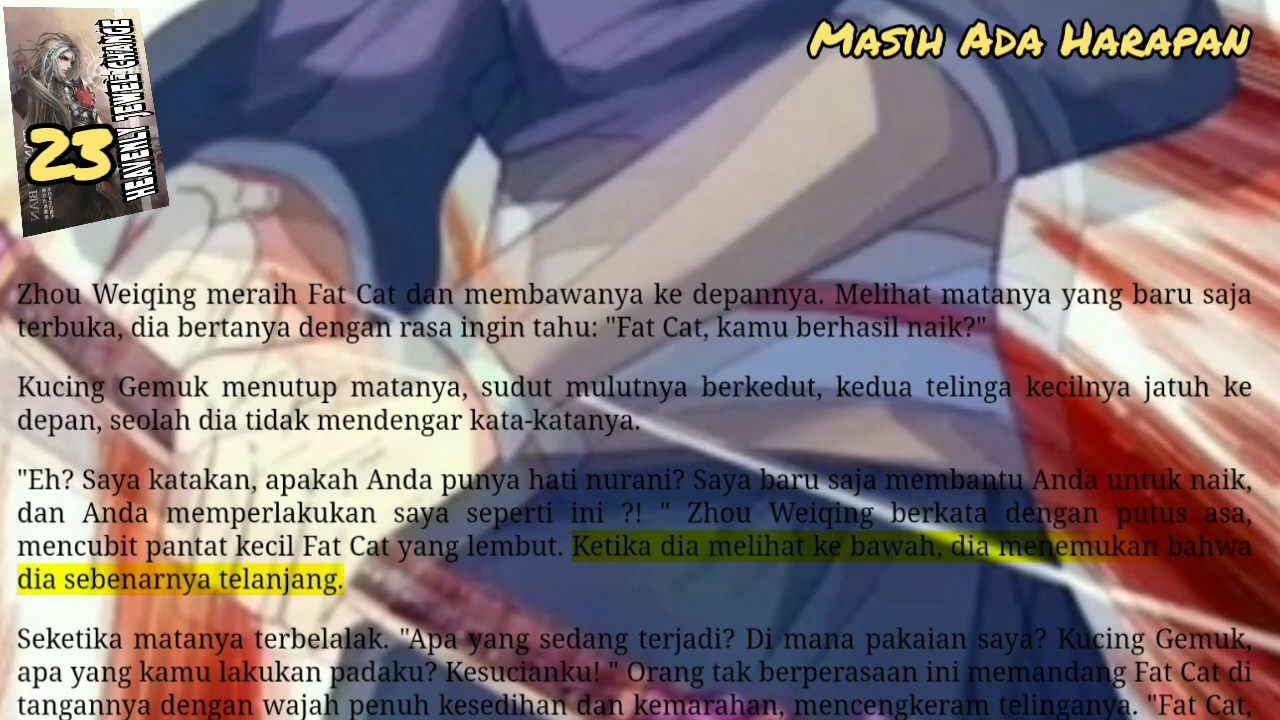 Masih Ada Harapan
HEAVENLY JEWEL CHANGE
23
Zhou Weiqing meraih Fat Cat dan membawanya ke depannya. Melihat matanya yang baru saja
terbuka, dia bertanya dengan rasa ingin tahu: "Fat Cat, kamu berhasil naik?"
Kucing Gemuk menutup matanya, sudut mulutnya berkedut, kedua telinga kecilnya jatuh ke
depan, seolah dia tidak mendengar kata-katanya.
"Eh? Saya katakan, apakah Anda punya hati nurani? Saya baru saja membantu Anda untuk naik,
dan Anda memperlakukan saya seperti ini ?! " Zhou Weiqing berkata dengan putus asa,
mencubit pantat kecil Fat Cat yang lembut. Ketika dia melihat ke bawah, dia menemukan bahwa
dia sebenarnya telanjang.
Seketika matanya terbelalak. "Apa yang sedang terjadi? Di mana pakaian saya? Kucing Gemuk,
apa yang kamu lakukan padaku? Kesucianku! " Orang tak berperasaan ini memandang Fat Cat di
tangannya dengan wajah penuh kesedihan dan kemarahan, mencengkeram telinganya. "Fat Cat,